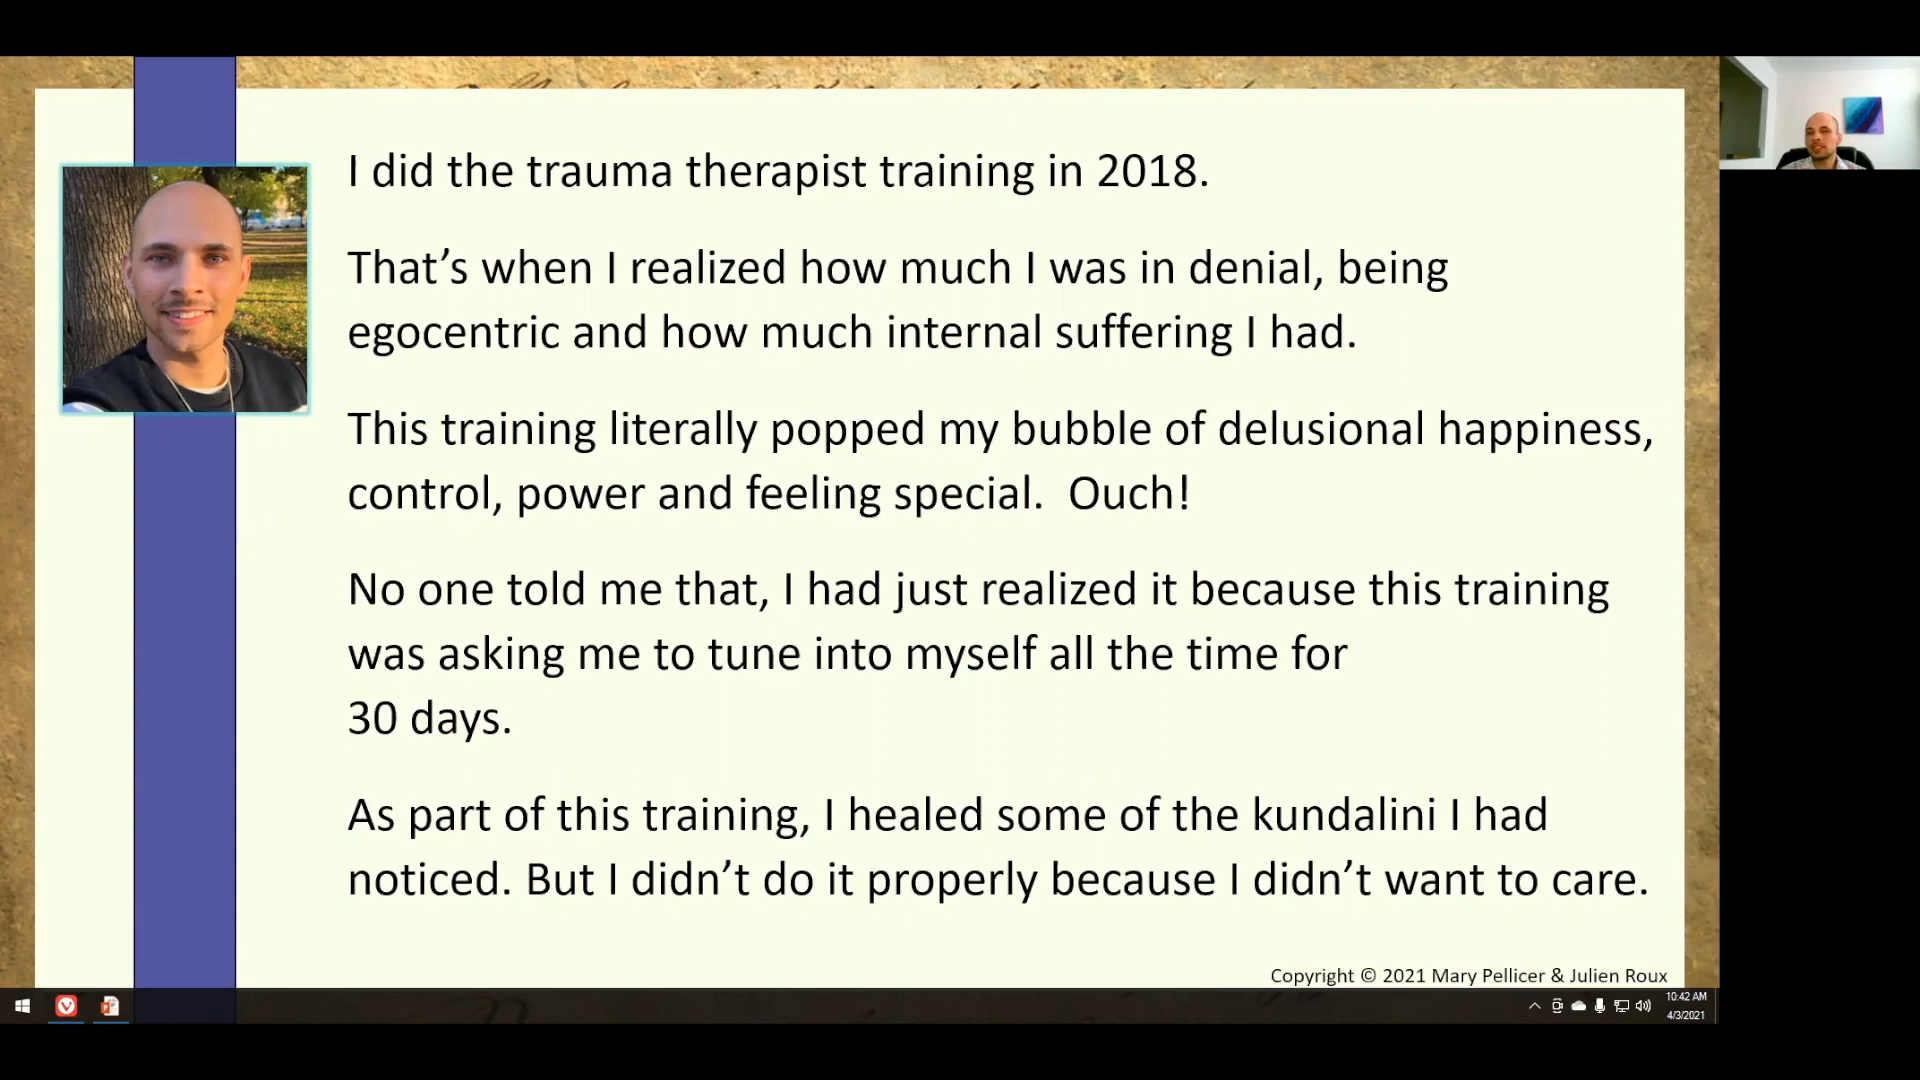 I did the trauma therapist training in 2018.
That’s when I realized how much I was in denial, being
egocentric and how much internal suffering I had.
This training literally popped my bubble of delusional happiness,
control, power and feeling special.  Ouch!
No one told me that, I had just realized it because this training
was asking me to tune into myself all the time for
30 days.
As part of this training, I healed some of the kundalini I had
noticed. But I didn’t do it properly because I didn’t want to care.
Copyright © 2021 Mary Pellicer & Julien Roux
10:42 AM
4/3/2021